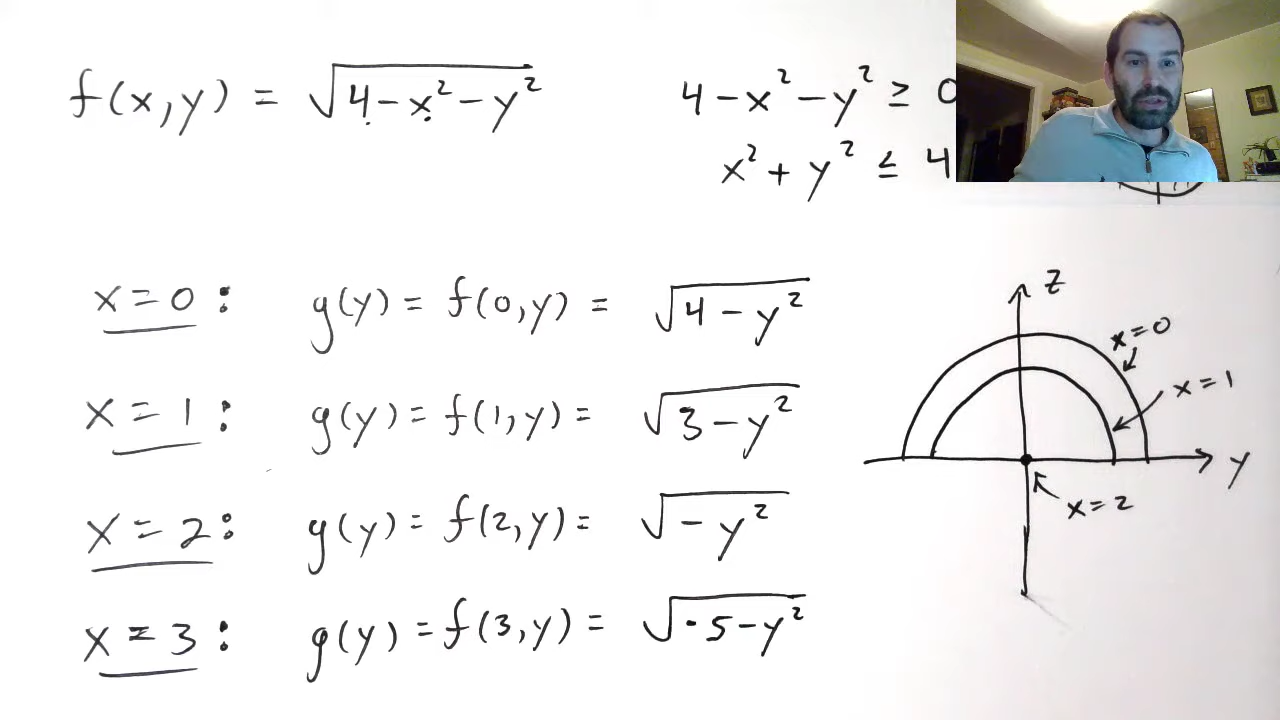 f(x,y) = √(4-x²-y²)
4-x²-y² ≥ 0
x²+y² ≤ 4
x=0: g(y) = f(0,y) = √(4-y²)
x=1: g(y) = f(1,y) = √(3-y²)
x=2: g(y) = f(2,y) = √(-y²)
x=3: g(y) = f(3,y) = √(-5-y²)
z
x=0
x=1
y
x=2